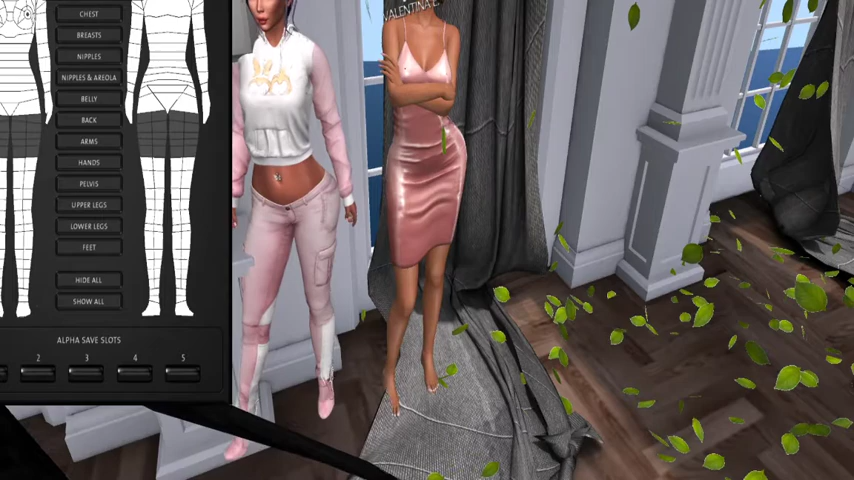 CHEST
BREASTS
NIPPLES
NIPPLES & AREOLA
BELLY
BACK
ARMS
HANDS
PELVIS
UPPER LEGS
LOWER LEGS
FEET
HIDE ALL
SHOW ALL
ALPHA SAVE SLOTS
2
3
4
5